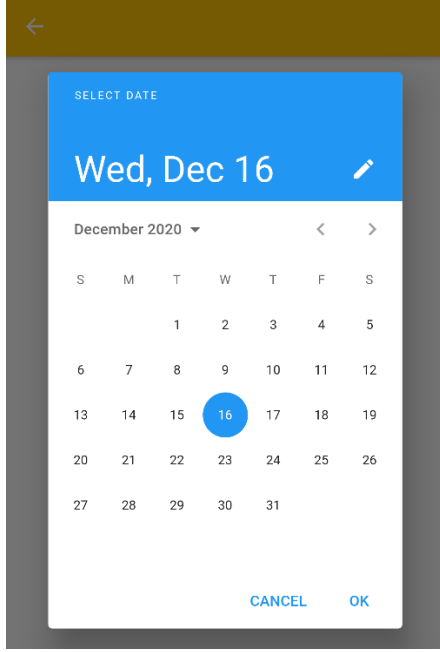 SELECT DATE
Wed, Dec 16
December 2020
S M T W T F S
1 2 3 4 5
6 7 8 9 10 11 12
13 14 15 16 17 18 19
20 21 22 23 24 25 26
27 28 29 30 31
CANCEL OK